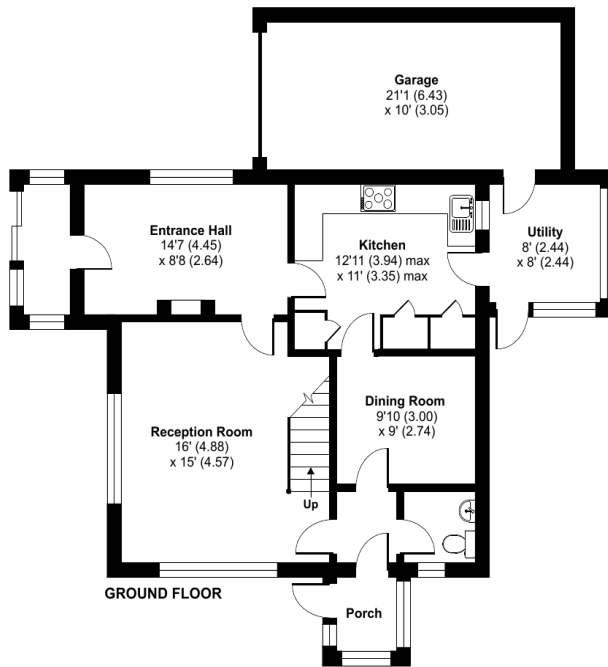 Garage
21'1 (6.43)
x 10' (3.05)
Entrance Hall
14'7 (4.45)
x 8'8 (2.64)
Kitchen
12'11 (3.94) max
x 11' (3.35) max
Utility
8' (2.44)
x 8' (2.44)
Reception Room
16' (4.88)
x 15' (4.57)
Dining Room
9'10 (3.00)
x 9' (2.74)
Up
GROUND FLOOR
Porch